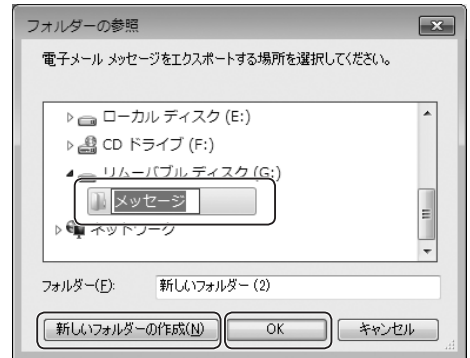 フォルダーの参照
電子メール メッセージをエクスポートする場所を選択してください。
ローカル ディスク (E:)
CD ドライブ (F:)
リムーバブル ディスク (G:)
メッセージ
ネットワーク
フォルダー(F): 新しいフォルダー (2)
新しいフォルダーの作成(N) OK キャンセル